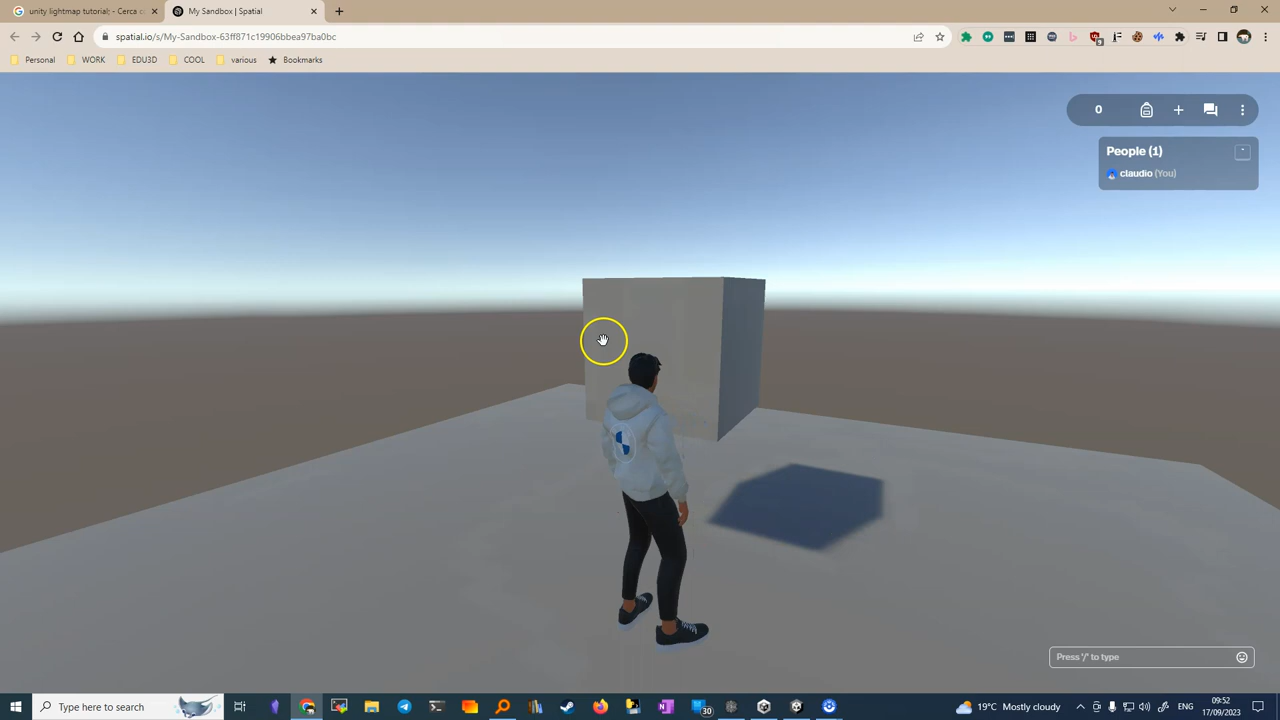 unity lightmap tutorial; - Cerca c
My Sandbox | Spatial
spatial.io/s/My-Sandbox-63ff871c19906bbea97ba0bc
Personal
WORK
EDU3D
COOL
various
Bookmarks
0
People (1)
claudio (You)
Press '/' to type
Type here to search
30
19°C Mostly cloudy
ENG
09:52
17/09/2023